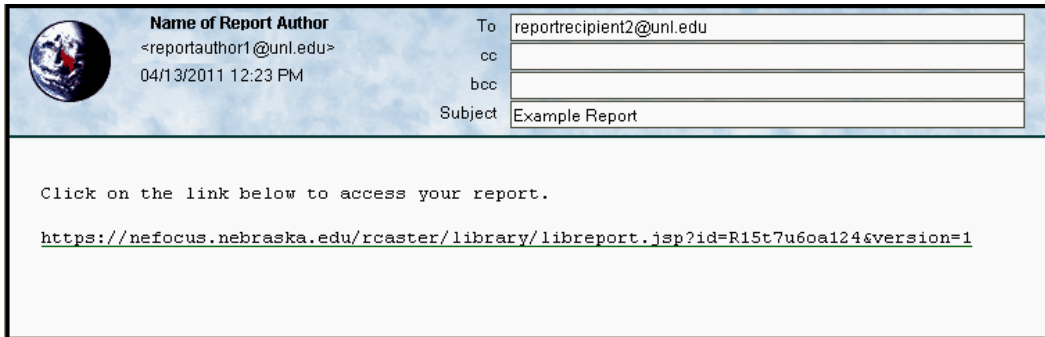 Name of Report Author
<reportauthor1@unl.edu>
04/13/2011 12:23 PM
To reportrecipient2@unl.edu
cc
bcc
Subject Example Report
Click on the link below to access your report.
https://nefocus.nebraska.edu/rcaster/library/libreport.jsp?id=R15t7u6oa124&version=1